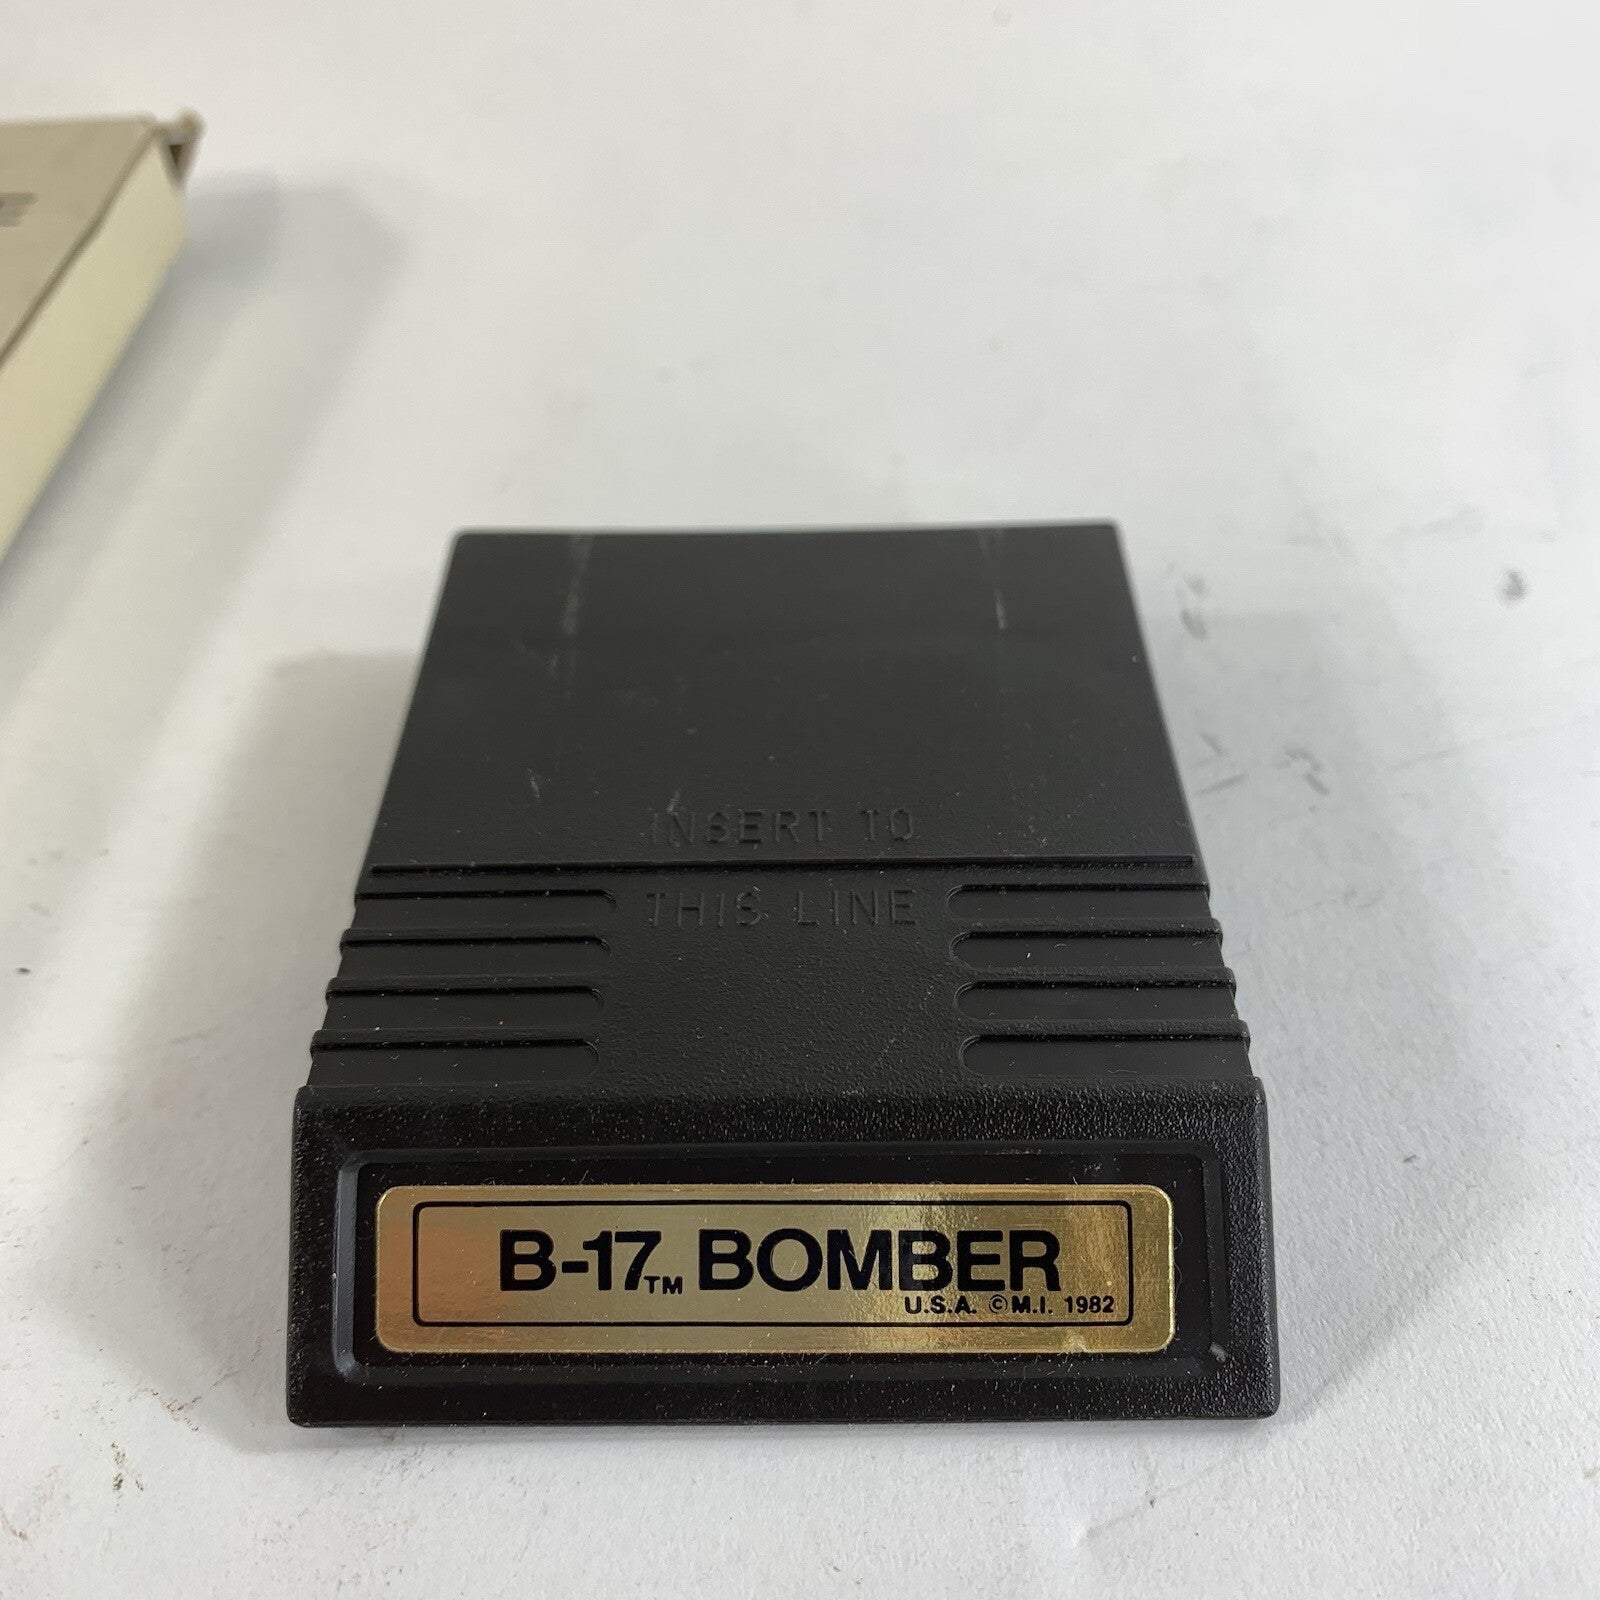 E
INSERT TO
THIS LINE
B-17™ BOMBER
U.S.A. ©M.I. 1982